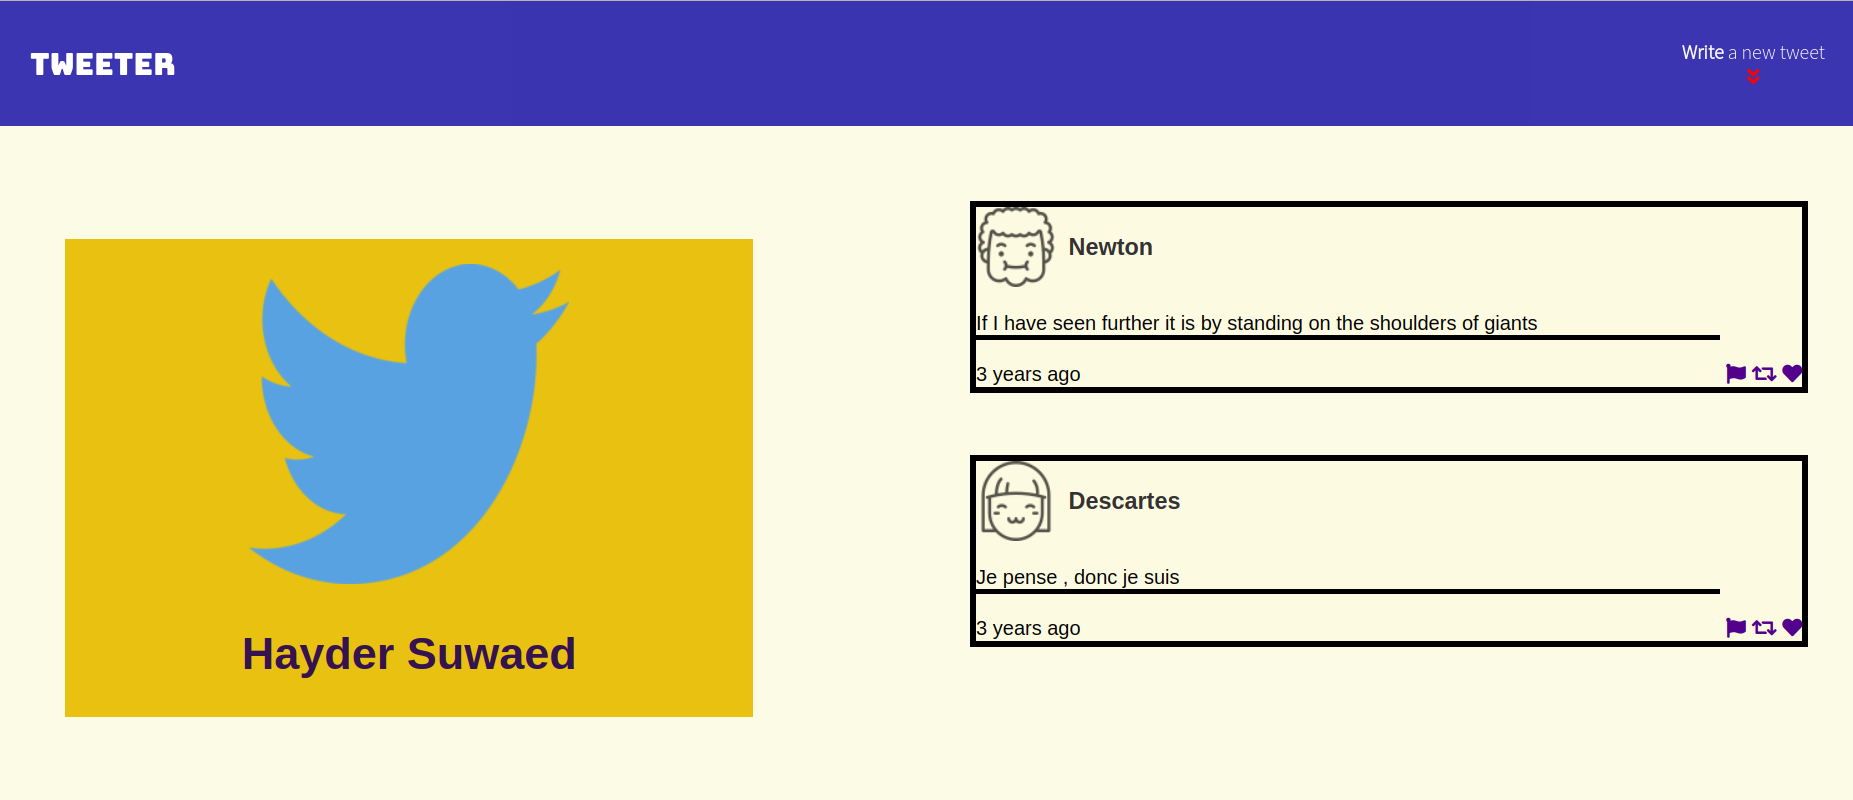 TWEETER
Write a new tweet
Hayder Suwaed
Newton
If I have seen further it is by standing on the shoulders of giants
3 years ago
Descartes
Je pense , donc je suis
3 years ago